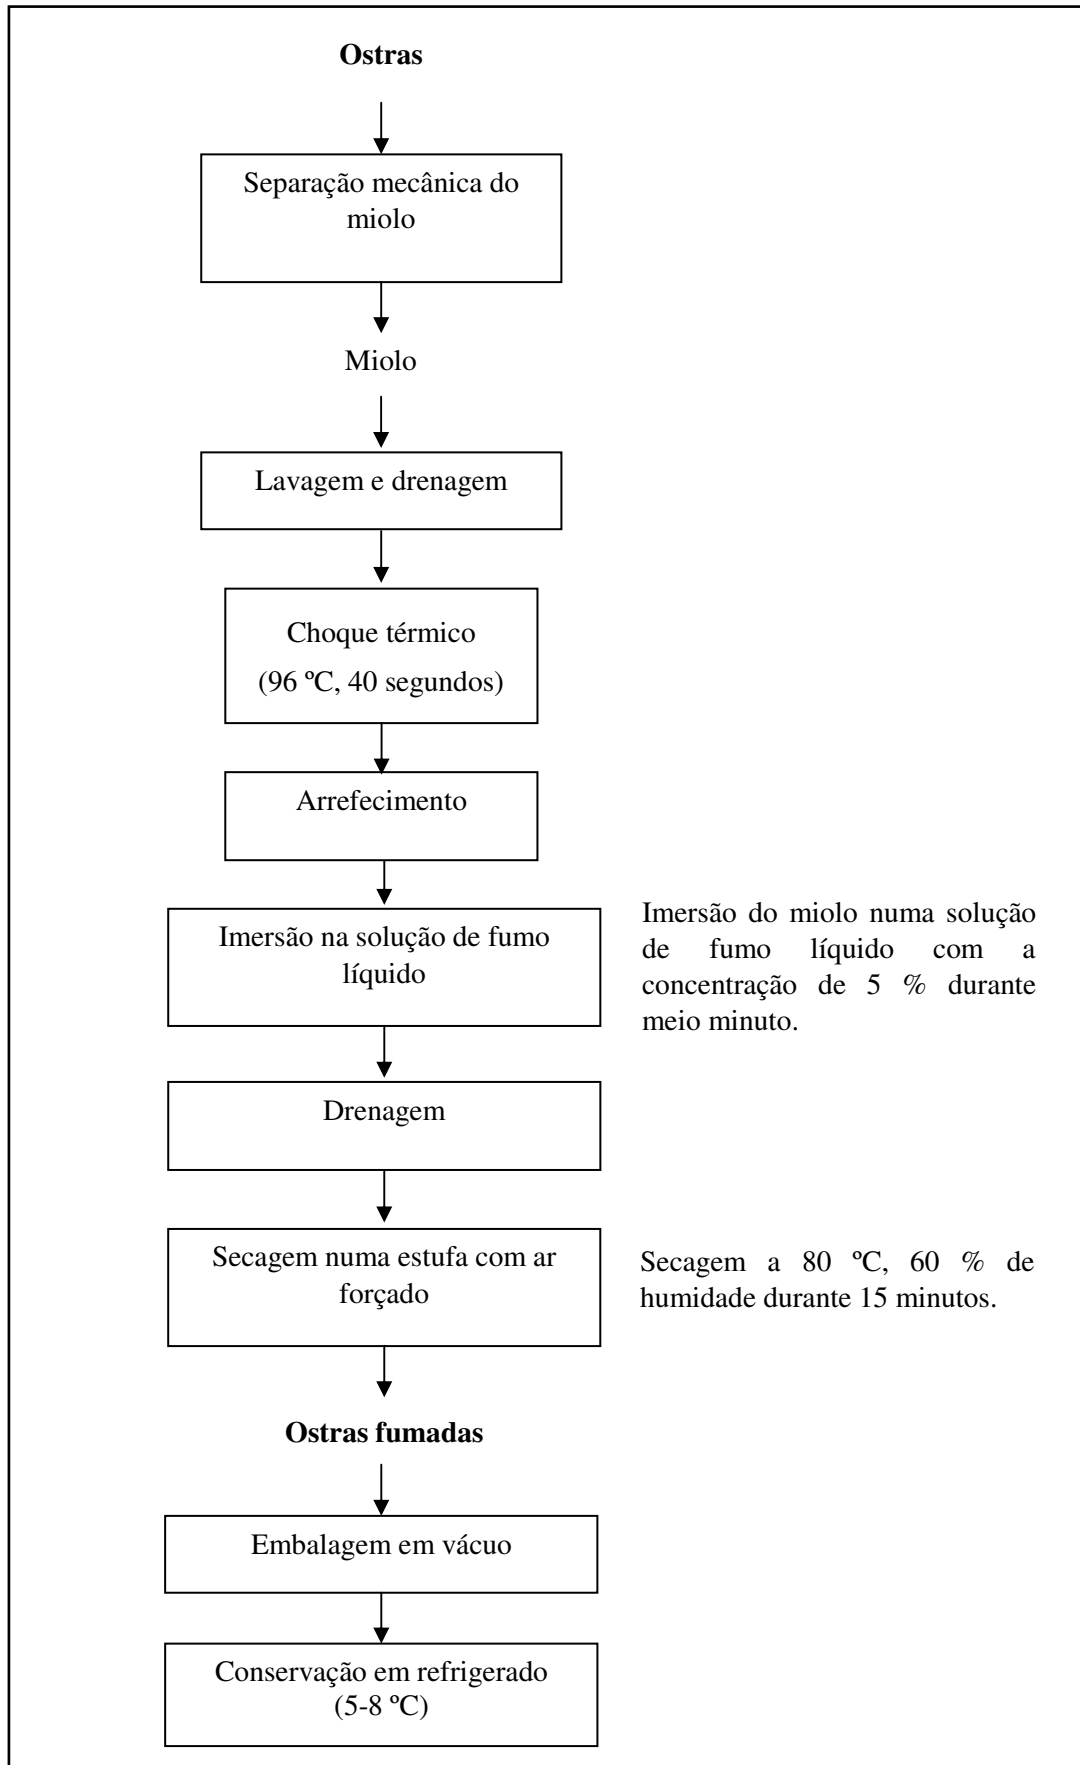 Ostras
Separação mecânica do
miolo
Miolo
Lavagem e drenagem
Choque térmico
(96 ºC, 40 segundos)
Arrefecimento
Imersão na solução de fumo
líquido
Imersão do miolo numa solução
de fumo líquido com a
concentração de 5 % durante
meio minuto.
Drenagem
Secagem numa estufa com ar
forçado
Secagem a 80 ºC, 60 % de
humidade durante 15 minutos.
Ostras fumadas
Embalagem em vácuo
Conservação em refrigerado
(5-8 ºC)